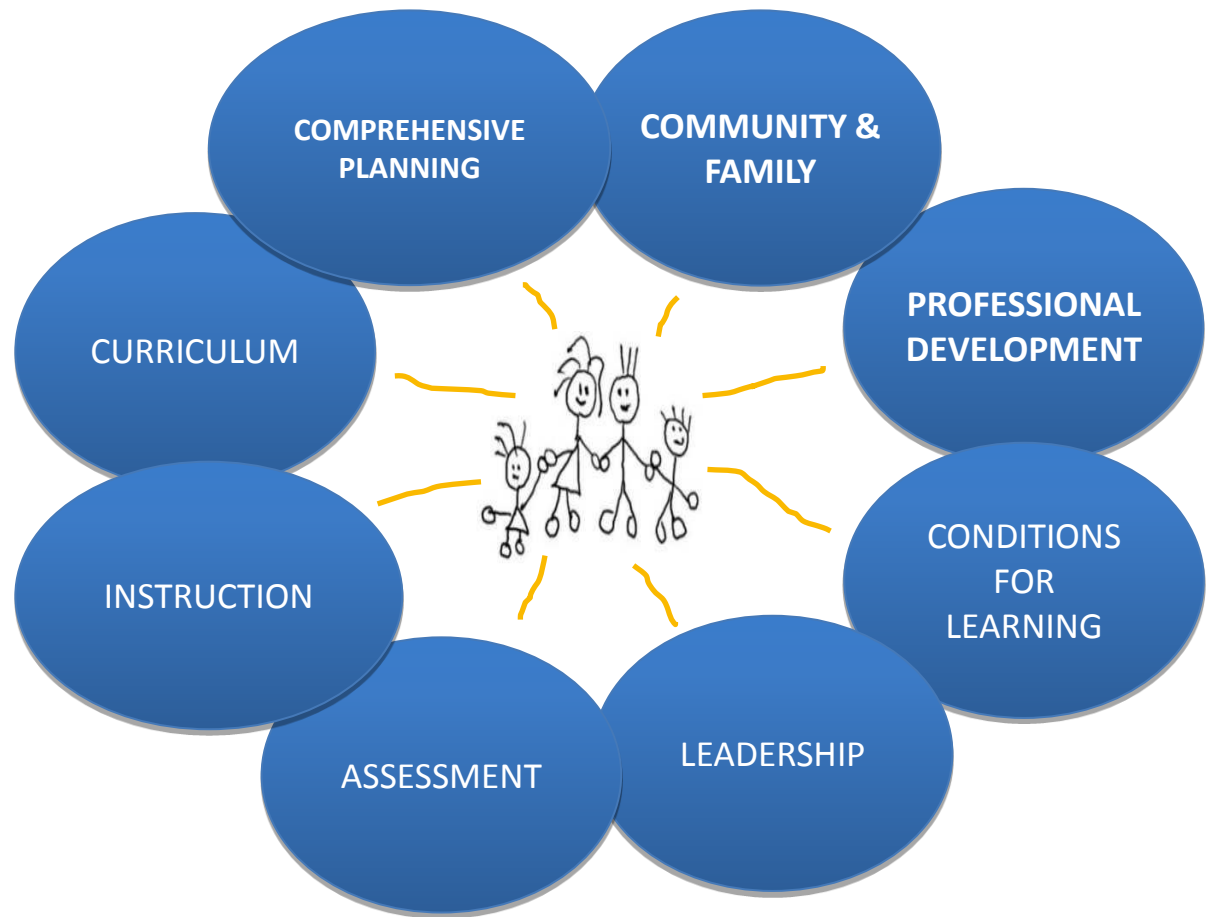 COMPREHENSIVE
PLANNING
COMMUNITY &
FAMILY
PROFESSIONAL
DEVELOPMENT
CONDITIONS
FOR
LEARNING
LEADERSHIP
ASSESSMENT
INSTRUCTION
CURRICULUM